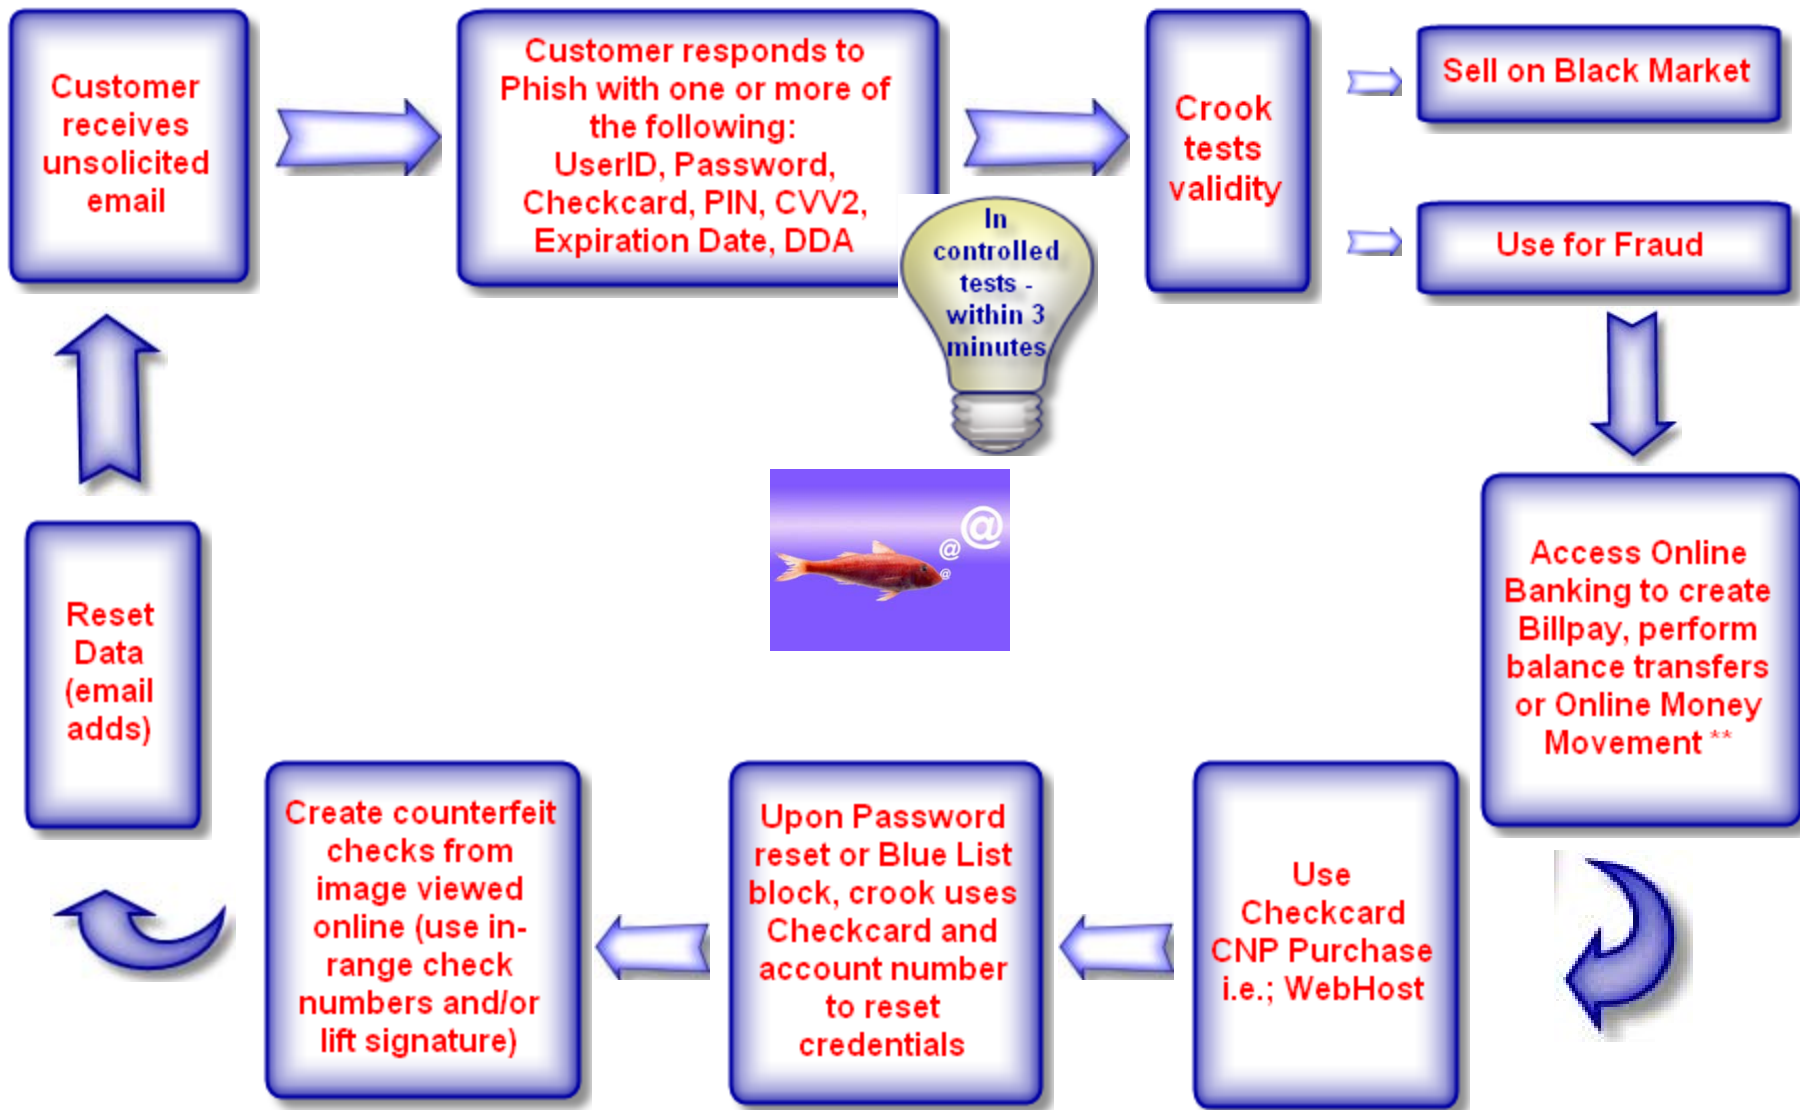 Customer
receives
unsolicited
email
Customer responds to
Phish with one or more of
the following:
UserID, Password,
Checkcard, PIN, CVV2,
Expiration Date, DDA
In
controlled
tests -
within 3
minutes
Crook
tests
validity
Sell on Black Market
Use for Fraud
Access Online
Banking to create
Billpay, perform
balance transfers
or Online Money
Movement **
Use
Checkcard
CNP Purchase
i.e.; WebHost
Upon Password
reset or Blue List
block, crook uses
Checkcard and
account number
to reset
credentials
Create counterfeit
checks from
image viewed
online (use in-
range check
numbers and/or
lift signature)
Reset
Data
(email
adds)
@
@
@